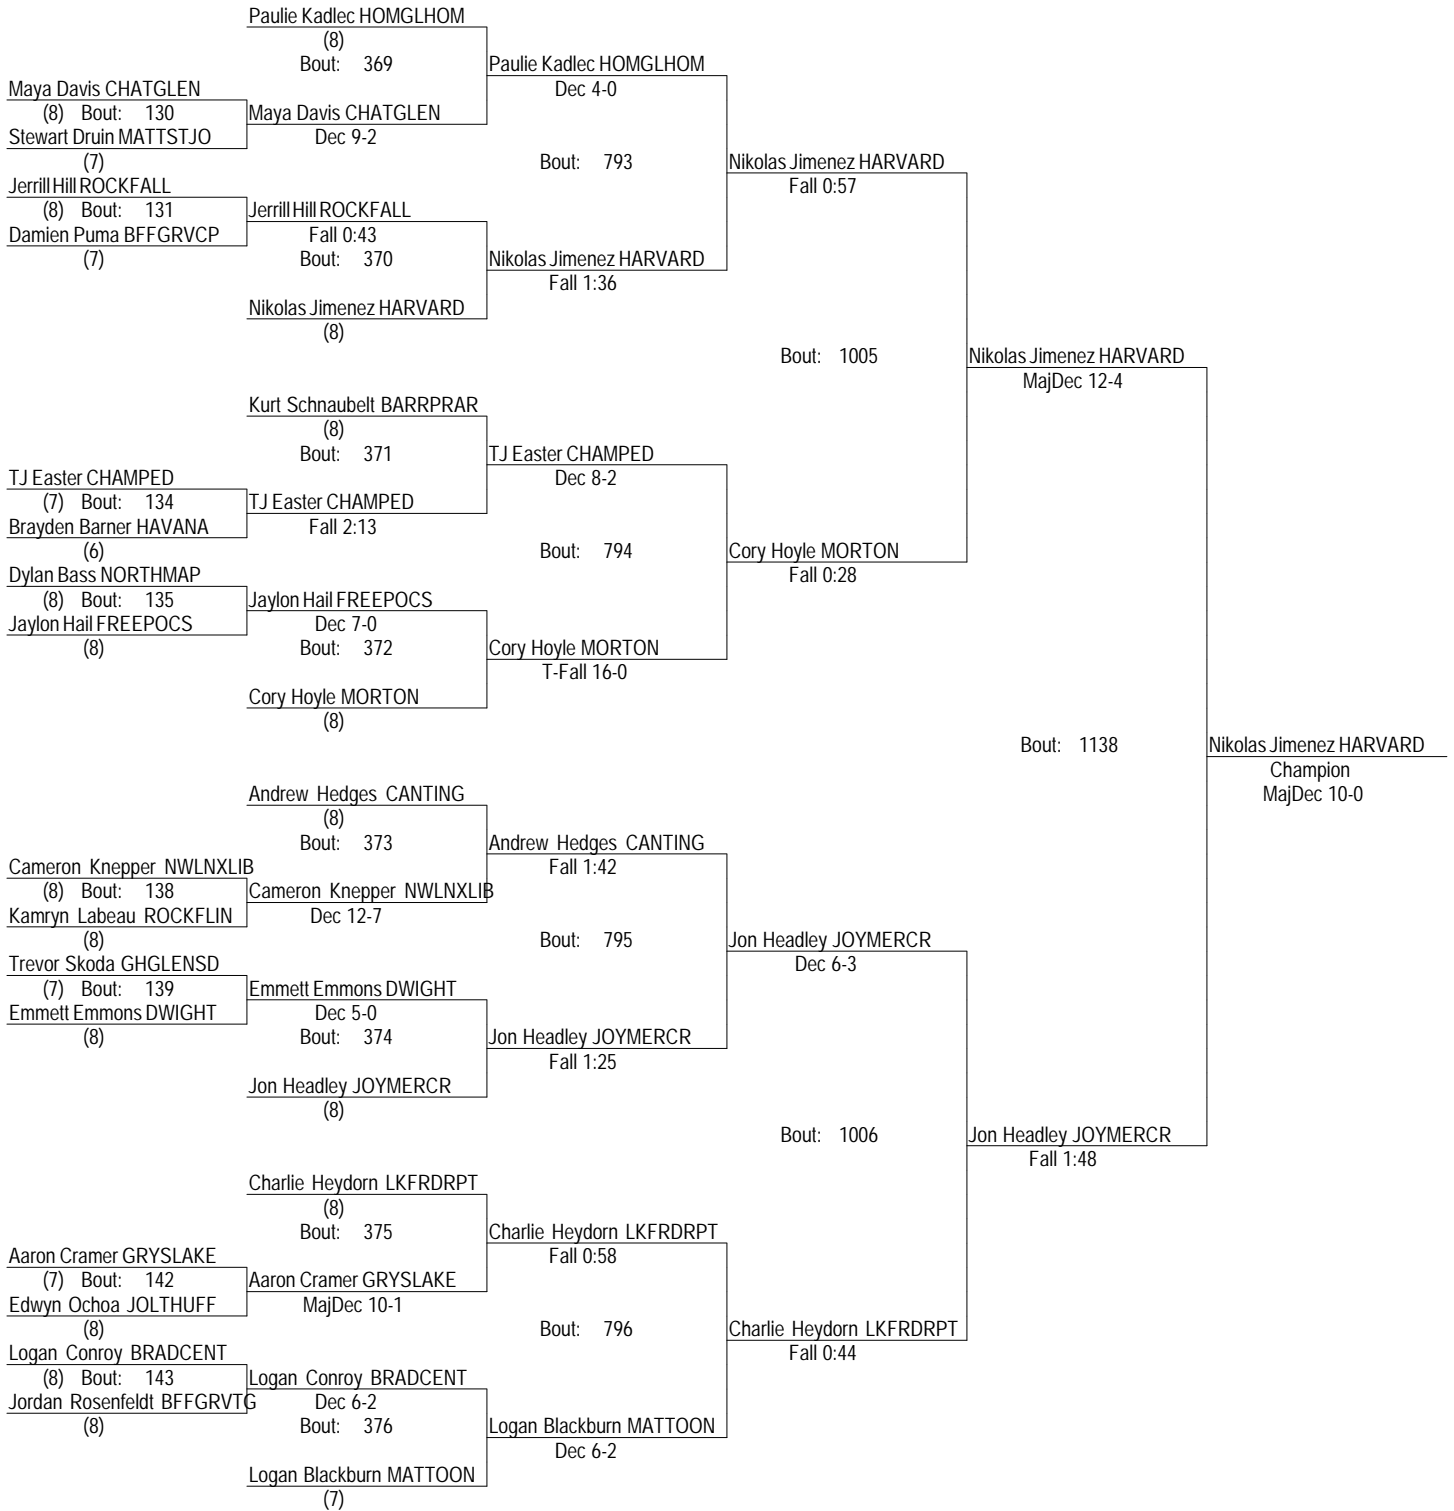 Paulie Kadlec HOMGLHOM
(8)
Bout: 369
Paulie Kadlec HOMGLHOM
Maya Davis CHATGLEN
Dec 4-0
(8) Bout: 130
Maya Davis CHATGLEN
Stewart Druin MATTSTJO
Dec 9-2
(7)
Bout: 793
Nikolas Jimenez HARVARD
Jerrill Hill ROCKFALL
Fall 0:57
(8) Bout: 131
Jerrill Hill ROCKFALL
Damien Puma BFFGRVCP
Fall 0:43
(7)
Bout: 370
Nikolas Jimenez HARVARD
Fall 1:36
Nikolas Jimenez HARVARD
(8)
Bout: 1005
Nikolas Jimenez HARVARD
MajDec 12-4
Kurt Schnaubelt BARRPRAR
(8)
Bout: 371
TJ Easter CHAMPED
TJ Easter CHAMPED
Dec 8-2
(7) Bout: 134
TJ Easter CHAMPED
Brayden Barner HAVANA
Fall 2:13
(6)
Bout: 794
Cory Hoyle MORTON
Dylan Bass NORTHMAP
Fall 0:28
(8) Bout: 135
Jaylon Hail FREEPOCS
Jaylon Hail FREEPOCS
Dec 7-0
(8)
Bout: 372
Cory Hoyle MORTON
T-Fall 16-0
Cory Hoyle MORTON
(8)
Bout: 1138
Nikolas Jimenez HARVARD
Champion
MajDec 10-0
Andrew Hedges CANTING
(8)
Bout: 373
Andrew Hedges CANTING
Cameron Knepper NWLNXLIB
Fall 1:42
(8) Bout: 138
Cameron Knepper NWLNXLIB
Kamryn Labeau ROCKFLIN
Dec 12-7
(8)
Bout: 795
Jon Headley JOYMERCR
Trevor Skoda GHGLENSD
Dec 6-3
(7) Bout: 139
Emmett Emmons DWIGHT
Emmett Emmons DWIGHT
Dec 5-0
(8)
Bout: 374
Jon Headley JOYMERCR
Fall 1:25
Jon Headley JOYMERCR
(8)
Bout: 1006
Jon Headley JOYMERCR
Fall 1:48
Charlie Heydorn LKFRDRPT
(8)
Bout: 375
Charlie Heydorn LKFRDRPT
Aaron Cramer GRYSLAKE
Fall 0:58
(7) Bout: 142
Aaron Cramer GRYSLAKE
Edwyn Ochoa JOLTHUFF
MajDec 10-1
(8)
Bout: 796
Charlie Heydorn LKFRDRPT
Logan Conroy BRADCENT
Fall 0:44
(8) Bout: 143
Logan Conroy BRADCENT
Jordan Rosenfeldt BFFGRVTG
Dec 6-2
(8)
Bout: 376
Logan Blackburn MATTOON
Dec 6-2
Logan Blackburn MATTOON
(7)